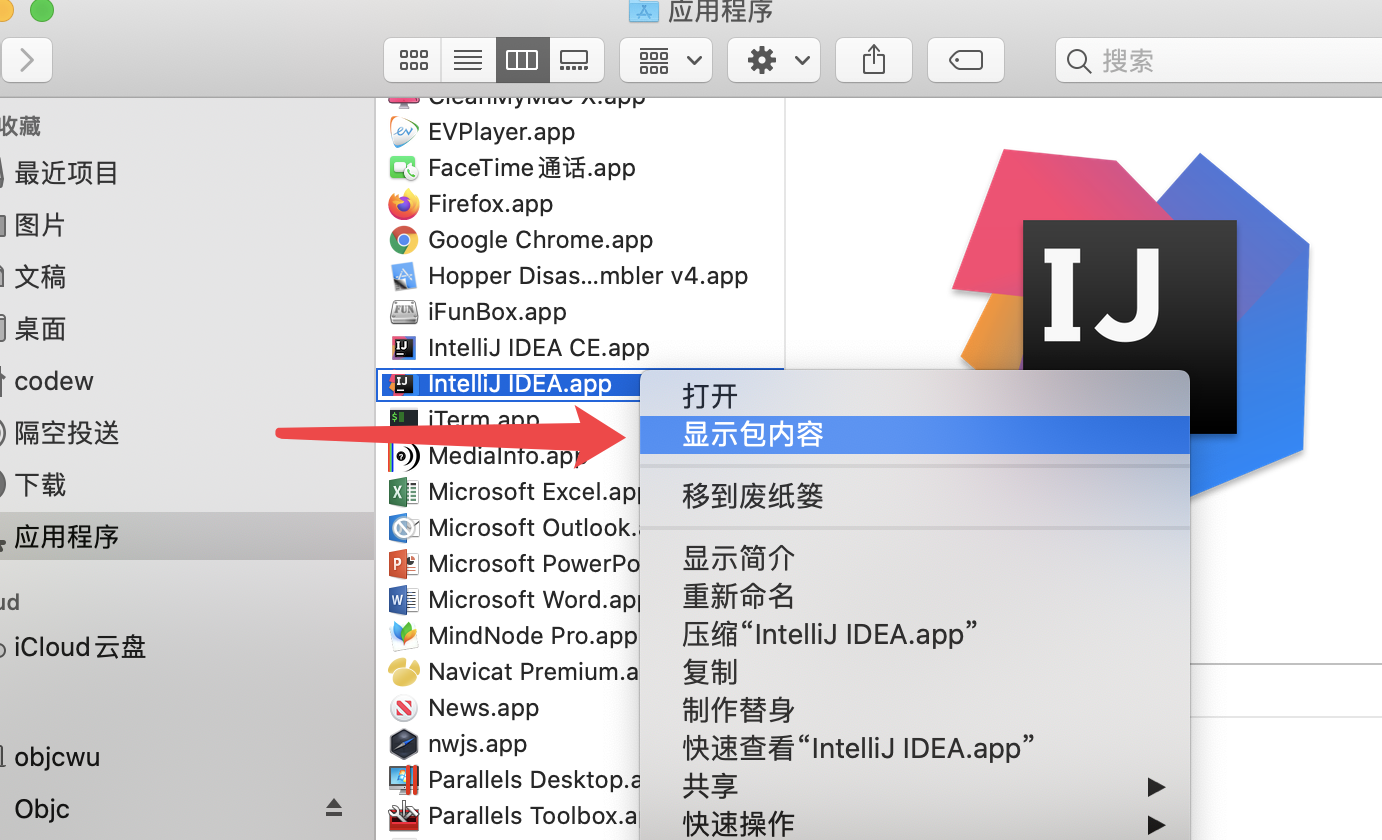 应用程序
搜索
收藏
最近项目
图片
文稿
桌面
codew
隔空投送
下载
应用程序
iCloud云盘
objcwu
Objc
CleanMyMac X.app
EVPlayer.app
FaceTime通话.app
Firefox.app
Google Chrome.app
Hopper Disas...mbler v4.app
iFunBox.app
IntelliJ IDEA CE.app
IntelliJ IDEA.app
iTerm.app
MediaInfo.app
Microsoft Excel.app
Microsoft Outlook.
Microsoft PowerPo
Microsoft Word.app
MindNode Pro.app
Navicat Premium.a
News.app
nwjs.app
Parallels Desktop.a
Parallels Toolbox.a
IJ
打开
显示包内容
移到废纸篓
显示简介
重新命名
压缩“IntelliJ IDEA.app”
复制
制作替身
快速查看“IntelliJ IDEA.app”
共享
快速操作